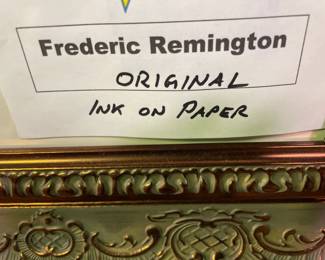 Frederic Remington
ORIGINAL
INK ON PAPER